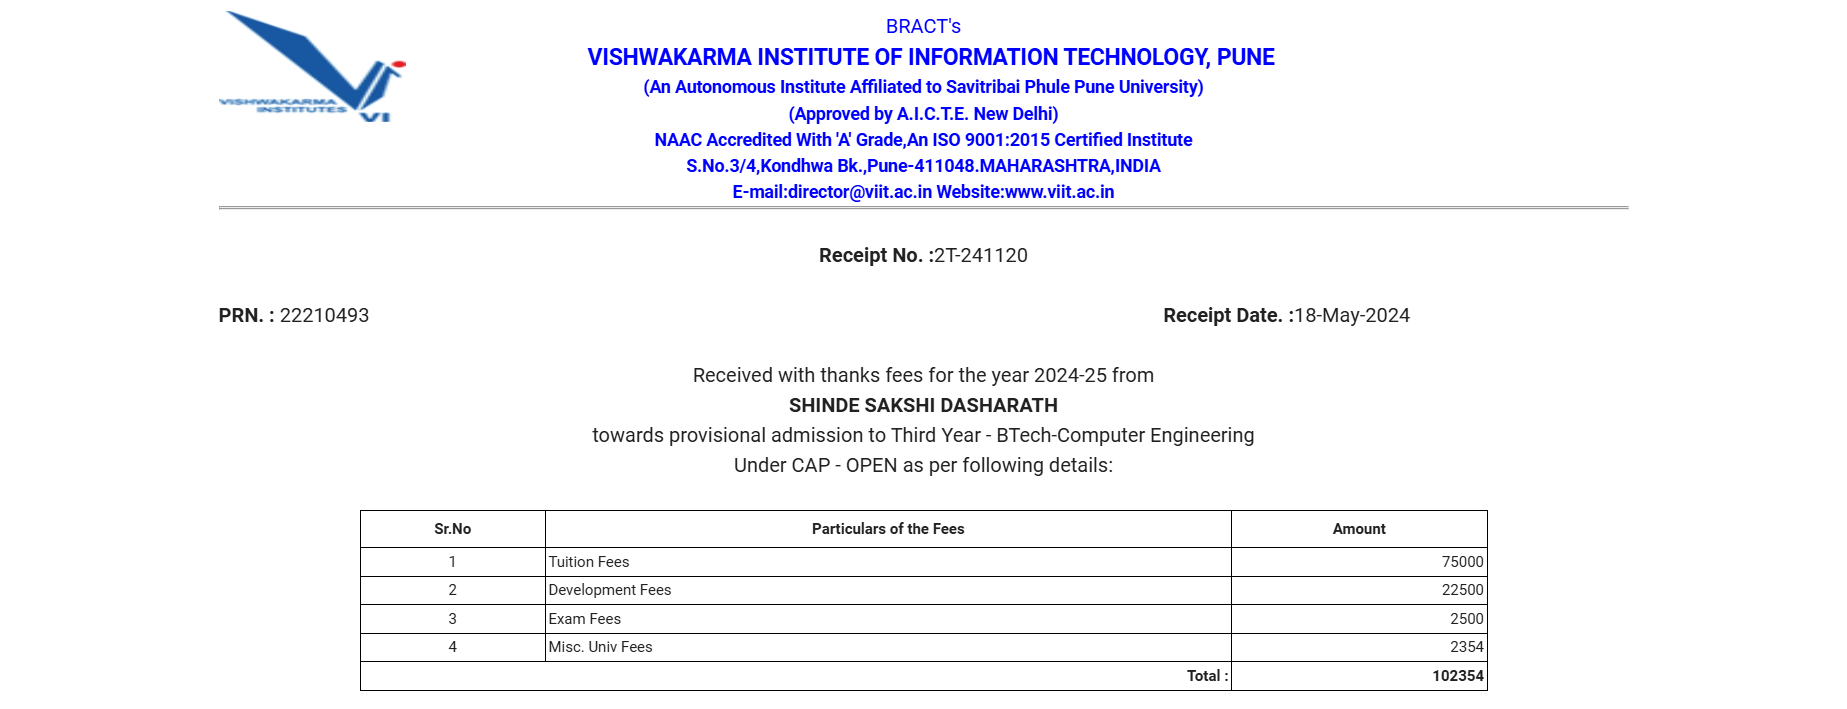 VISHWAKARMA
INSTITUTES
VI
BRACT's
VISHWAKARMA INSTITUTE OF INFORMATION TECHNOLOGY, PUNE
(An Autonomous Institute Affiliated to Savitribai Phule Pune University)
(Approved by A.I.C.T.E. New Delhi)
NAAC Accredited With 'A' Grade,An ISO 9001:2015 Certified Institute
S.No.3/4,Kondhwa Bk.,Pune-411048.MAHARASHTRA,INDIA
E-mail:director@viit.ac.in Website:www.viit.ac.in
Receipt No. :2T-241120
PRN. : 22210493 Receipt Date. :18-May-2024
Received with thanks fees for the year 2024-25 from
SHINDE SAKSHI DASHARATH
towards provisional admission to Third Year - BTech-Computer Engineering
Under CAP - OPEN as per following details:
Sr.No Particulars of the Fees Amount
1 Tuition Fees 75000
2 Development Fees 22500
3 Exam Fees 2500
4 Misc. Univ Fees 2354
Total : 102354